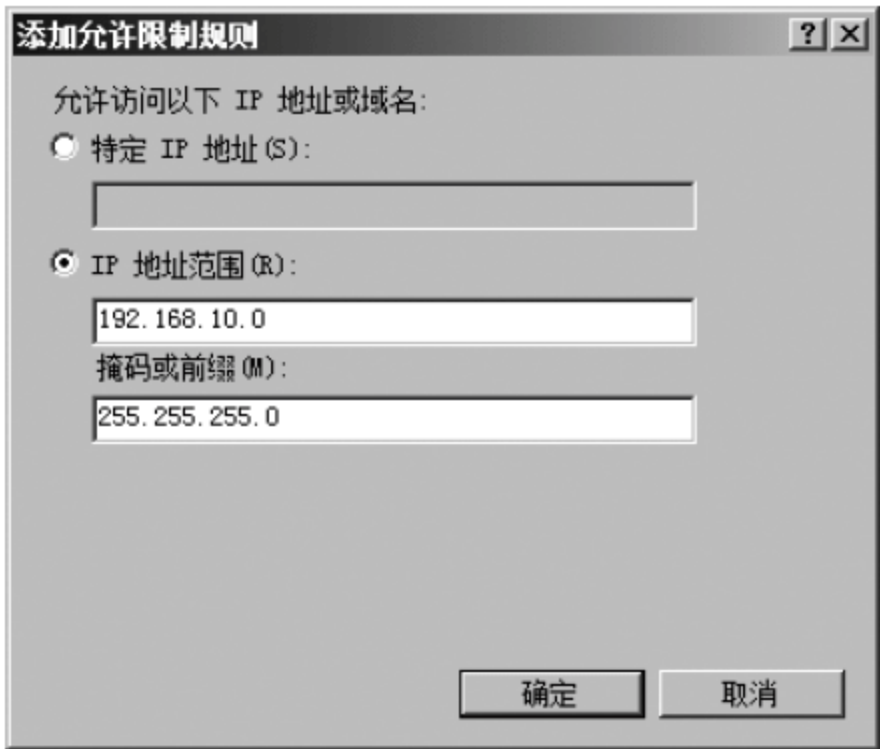 添加允许限制规则
允许访问以下 IP 地址或域名:
特定 IP 地址(S):
IP 地址范围(R):
192.168.10.0
掩码或前缀(M):
255.255.255.0
确定 取消